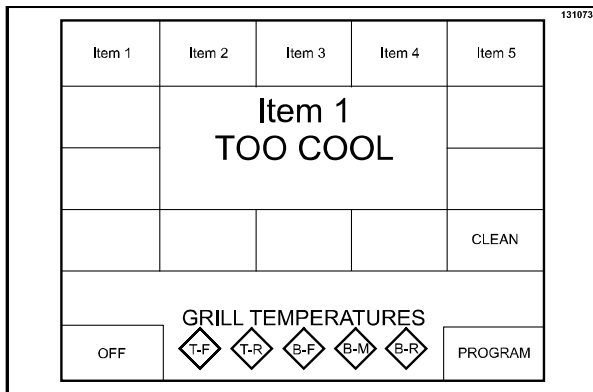 131073
Item 1 Item 2 Item 3 Item 4 Item 5
Item 1
TOO COOL
CLEAN
GRILL TEMPERATURES
OFF T-F T-R B-F B-M B-R PROGRAM